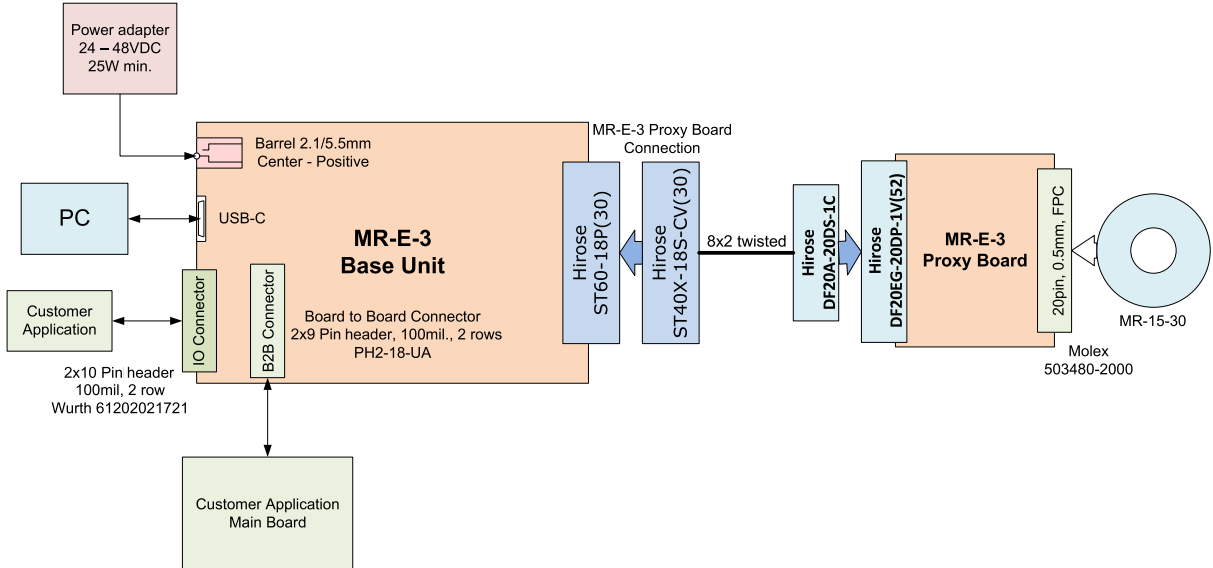 Power adapter
24 – 48VDC
25W min.
Barrel 2.1/5.5mm
Center - Positive
PC
USB-C
MR-E-3
Base Unit
Customer
Application
IO Connector
2x10 Pin header
100mil, 2 row
Wurth 61202021721
B2B Connector
Board to Board Connector
2x9 Pin header, 100mil., 2 rows
PH2-18-UA
Customer Application
Main Board
MR-E-3 Proxy Board
Connection
Hirose
ST60-18P(30)
Hirose
ST40X-18S-CV(30)
8x2 twisted
Hirose
DF20A-20DS-1C
Hirose
DF20EG-20DP-1V(52)
MR-E-3
Proxy Board
20pin, 0.5mm, FPC
Molex
503480-2000
MR-15-30